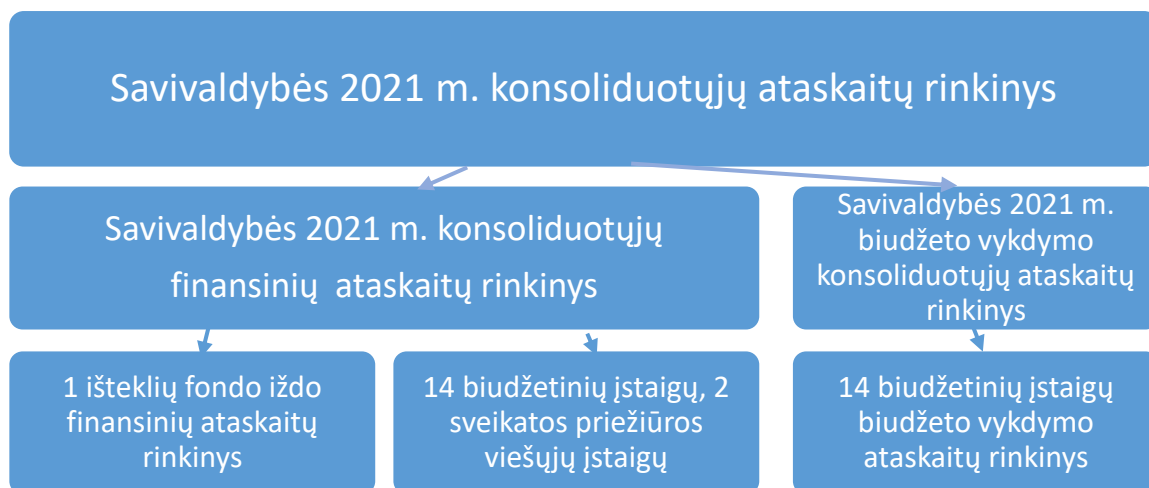 Savivaldybės 2021 m. konsoliduotųjų ataskaitų rinkinys
Savivaldybės 2021 m. konsoliduotųjų
finansinių ataskaitų rinkinys
Savivaldybės 2021 m.
biudžeto vykdymo
konsoliduotųjų ataskaitų
rinkinys
1 išteklių fondo iždo
finansinių ataskaitų
rinkinys
14 biudžetinių įstaigų, 2
sveikatos priežiūros
viešųjų įstaigų
14 biudžetinių įstaigų
biudžeto vykdymo
ataskaitų rinkinys